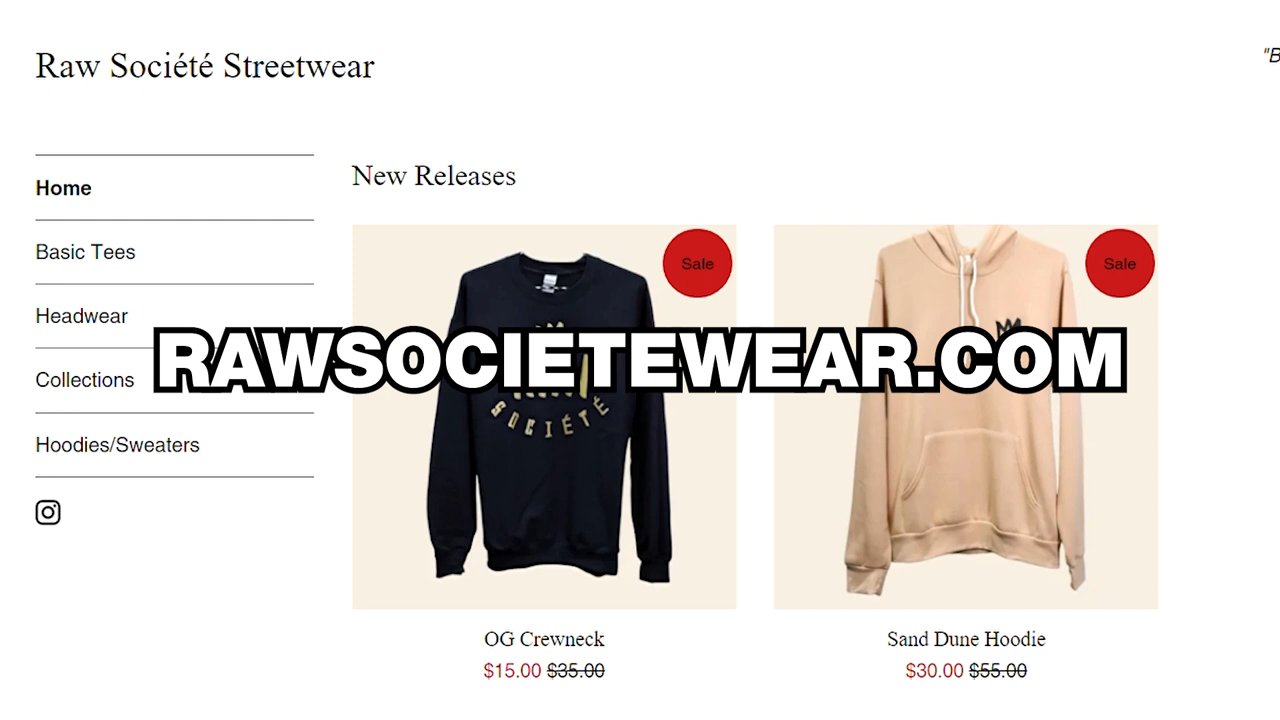 Raw Société Streetwear
"B
Home
Basic Tees
Headwear
Collections
Hoodies/Sweaters
New Releases
Sale
Sale
RAWSOCIETEWEAR.COM
SOCIÉTÉ
OG Crewneck
$15.00 $35.00
Sand Dune Hoodie
$30.00 $55.00